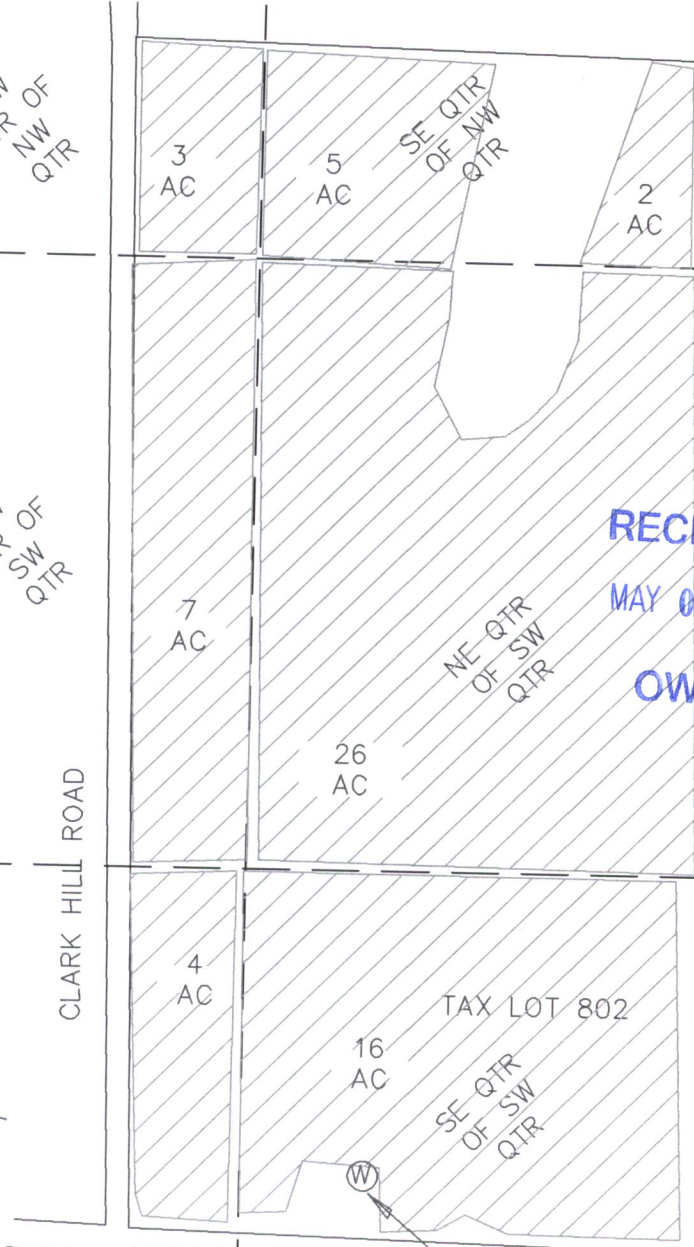 OF
NW
QTR
3
AC
5
AC
SE QTR
OF NW
QTR
2
AC
OF
SW
QTR
7
AC
NE QTR
OF SW
QTR
26
AC
MAY
CLARK HILL ROAD
4
AC
TAX LOT 802
16
AC
SE QTR
OF SW
QTR
W